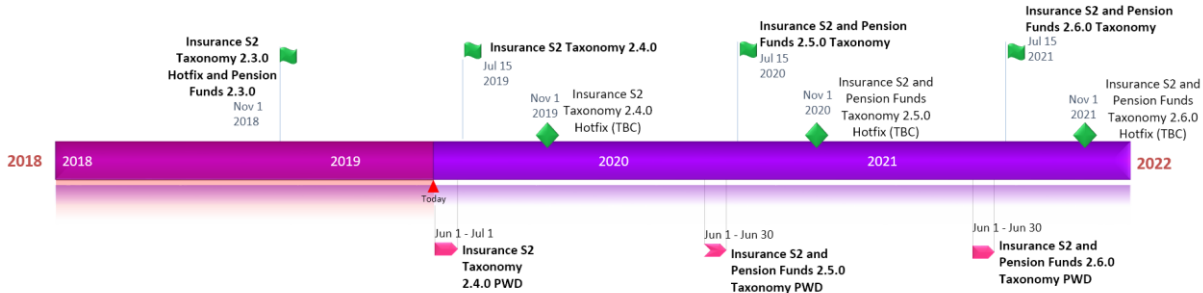 Insurance S2
Taxonomy 2.3.0
Hotfix and Pension
Funds 2.3.0
Nov 1
2018
Insurance S2 Taxonomy 2.4.0
Jul 15
2019
Nov 1
2019
Insurance S2
Taxonomy 2.4.0
Hotfix (TBC)
Insurance S2 and Pension
Funds 2.5.0 Taxonomy
Jul 15
2020
Nov 1
2020
Insurance S2 and
Pension Funds
Taxonomy 2.5.0
Hotfix (TBC)
Insurance S2 and Pension
Funds 2.6.0 Taxonomy
Jul 15
2021
Nov 1
2021
Insurance S2 and
Pension Funds
Taxonomy 2.6.0
Hotfix (TBC)
2018
2018
2019
2020
2021
2022
Today
Jun 1 - Jul 1
Insurance S2
Taxonomy
2.4.0 PWD
Jun 1 - Jun 30
Insurance S2 and
Pension Funds 2.5.0
Taxonomy PWD
Jun 1 - Jun 30
Insurance S2 and
Pension Funds 2.6.0
Taxonomy PWD